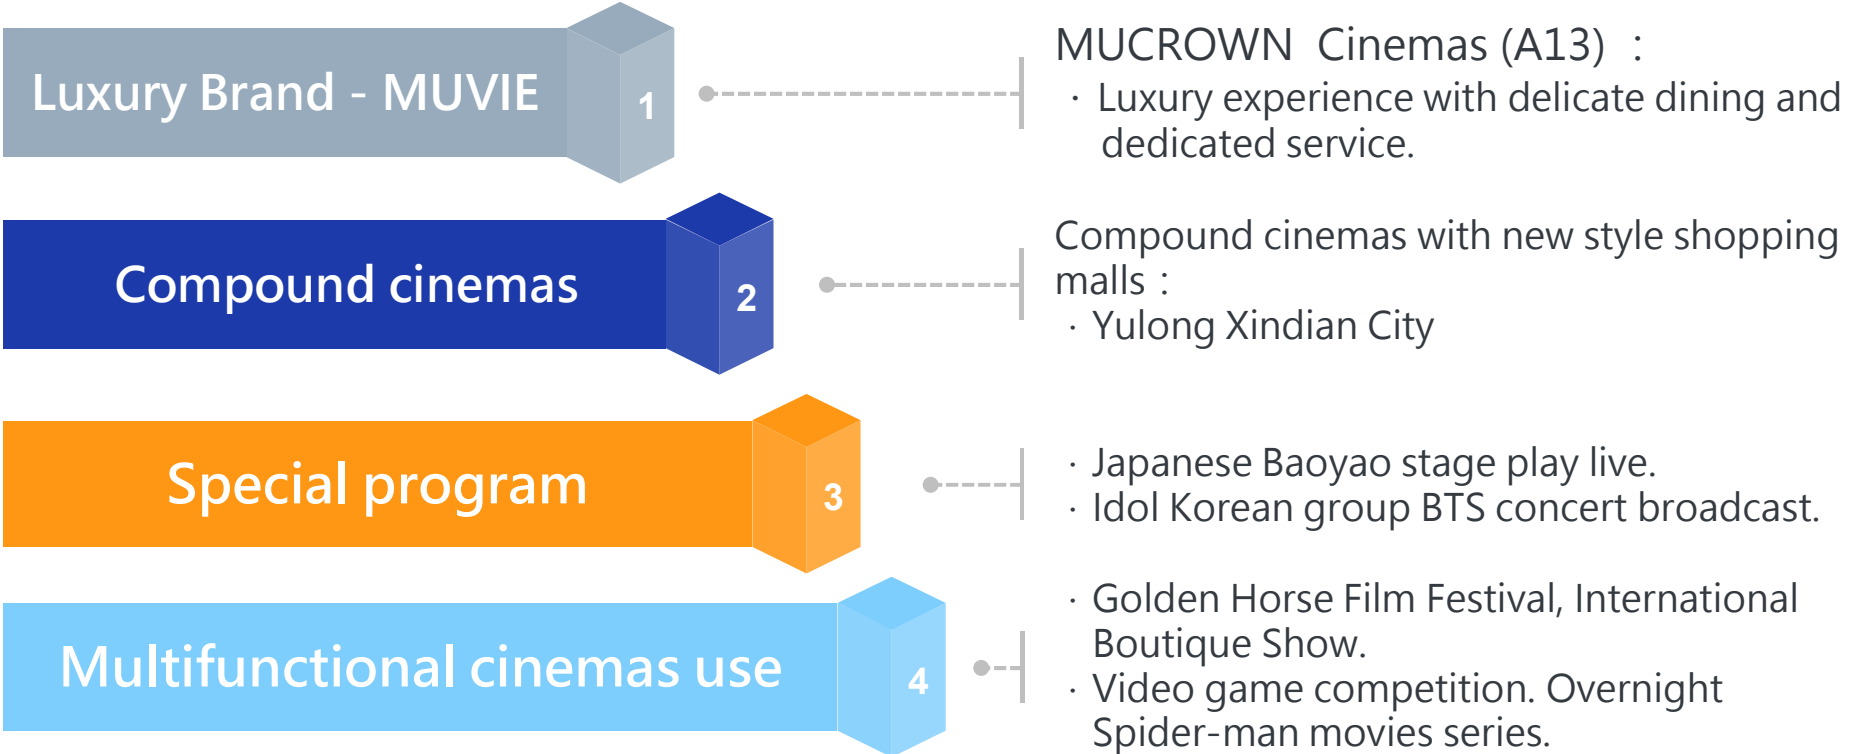 Luxury Brand - MUVIE
1
MUCROWN Cinemas (A13) ：
· Luxury experience with delicate dining and
dedicated service.
Compound cinemas
2
Compound cinemas with new style shopping
malls：
· Yulong Xindian City
Special program
3
· Japanese Baoyao stage play live.
· Idol Korean group BTS concert broadcast.
Multifunctional cinemas use
4
· Golden Horse Film Festival, International
Boutique Show.
· Video game competition. Overnight
Spider-man movies series.